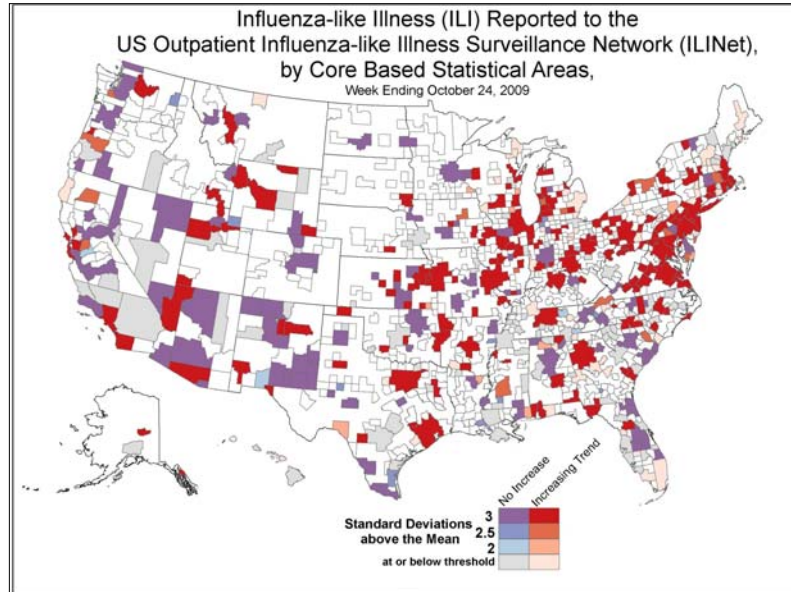 Influenza-like Illness (ILI) Reported to the
US Outpatient Influenza-like Illness Surveillance Network (ILINet),
by Core Based Statistical Areas,
Week Ending October 24, 2009
No Increase
Increasing Trend
Standard Deviations
above the Mean
3
2.5
2
at or below threshold